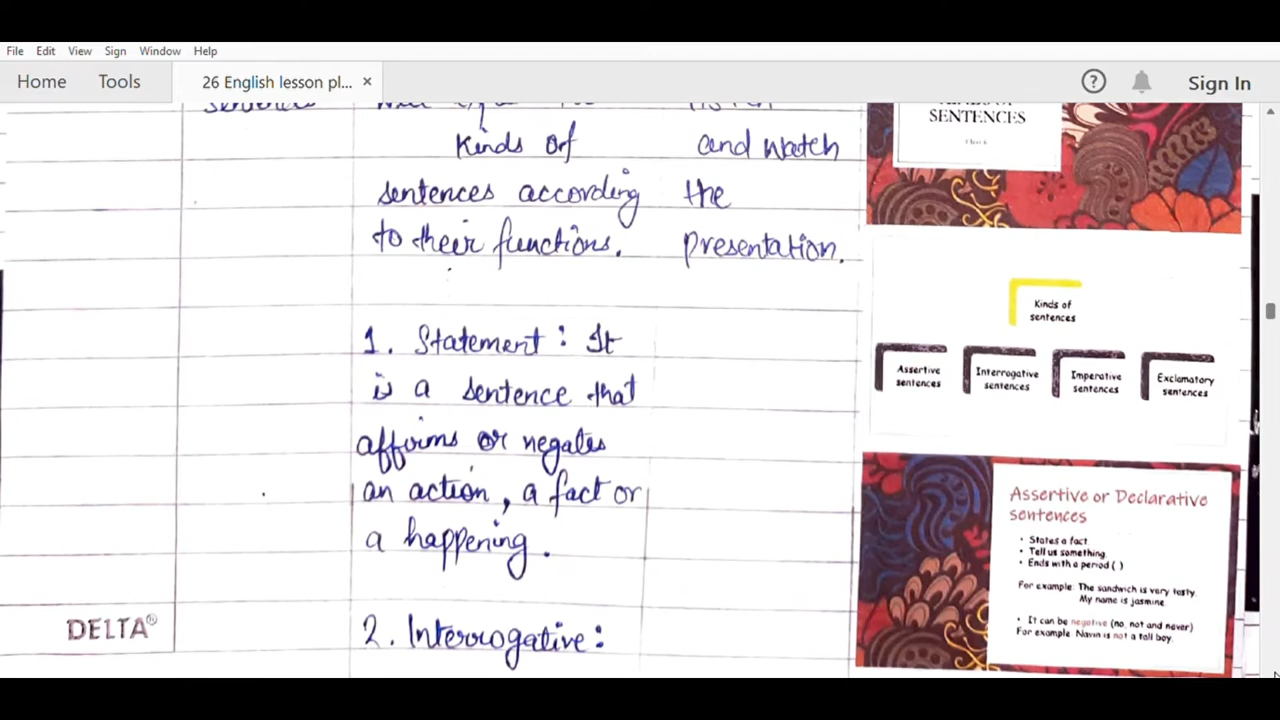 File Edit View Sign Window Help
Home Tools 26 English lesson pl... × ? Sign In
sentences
Kinds of
sentences according
to their functions.
and watch
the
presentation.
1. Statement: It
is a sentence that
affirms or negates
an action, a fact or
a happening.
2. Interrogative:
DELTA®
SENTENCES
Kinds of
sentences
Assertive
sentences
Interrogative
sentences
Imperative
sentences
Exclamatory
sentences
Assertive or Declarative
sentences
• States a fact
• Tell us something.
• Ends with a period ( )
For example: The sandwich is very tasty.
My name is jasmine
• It can be negative (no, not and never)
For example: Navin is not a tall boy.